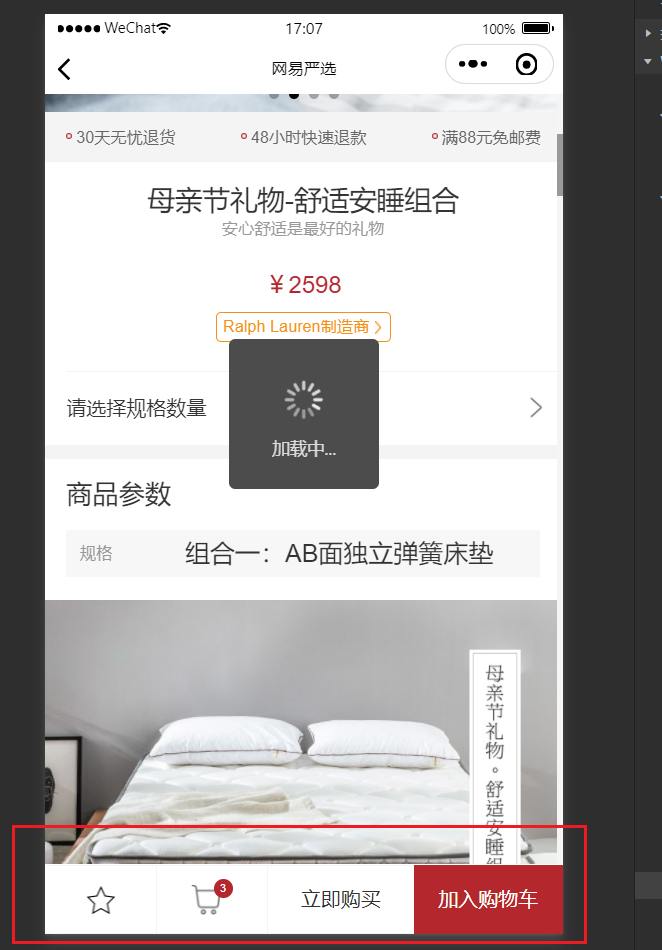 WeChat 17:07 100%
网易严选
30天无忧退货 48小时快速退款 满88元免邮费
母亲节礼物-舒适安睡组合
安心舒适是最好的礼物
￥2598
Ralph Lauren制造商
请选择规格数量
加载中...
商品参数
规格 组合一：AB面独立弹簧床垫
母亲节礼物。舒适安睡组
3
立即购买 加入购物车